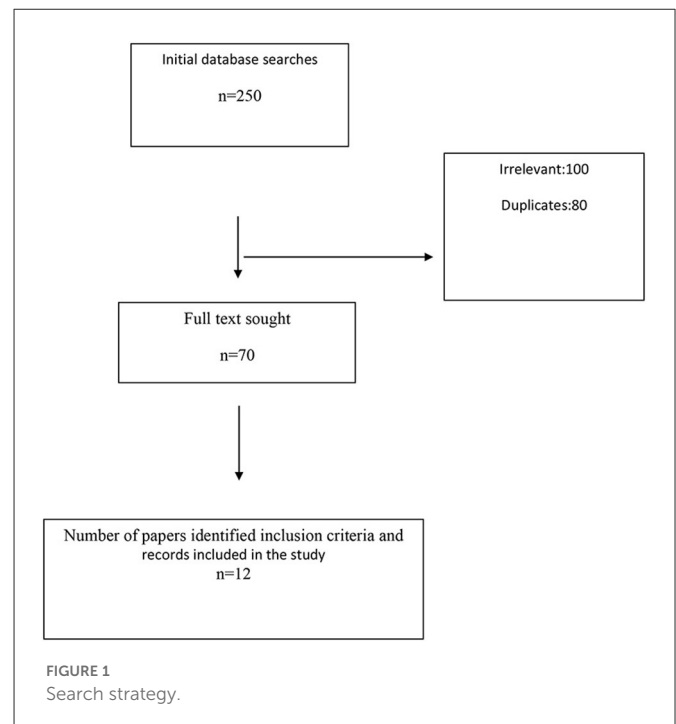 Initial database searches
n=250
Irrelevant:100
Duplicates:80
Full text sought
n=70
Number of papers identified inclusion criteria and
records included in the study
n=12
FIGURE 1
Search strategy.